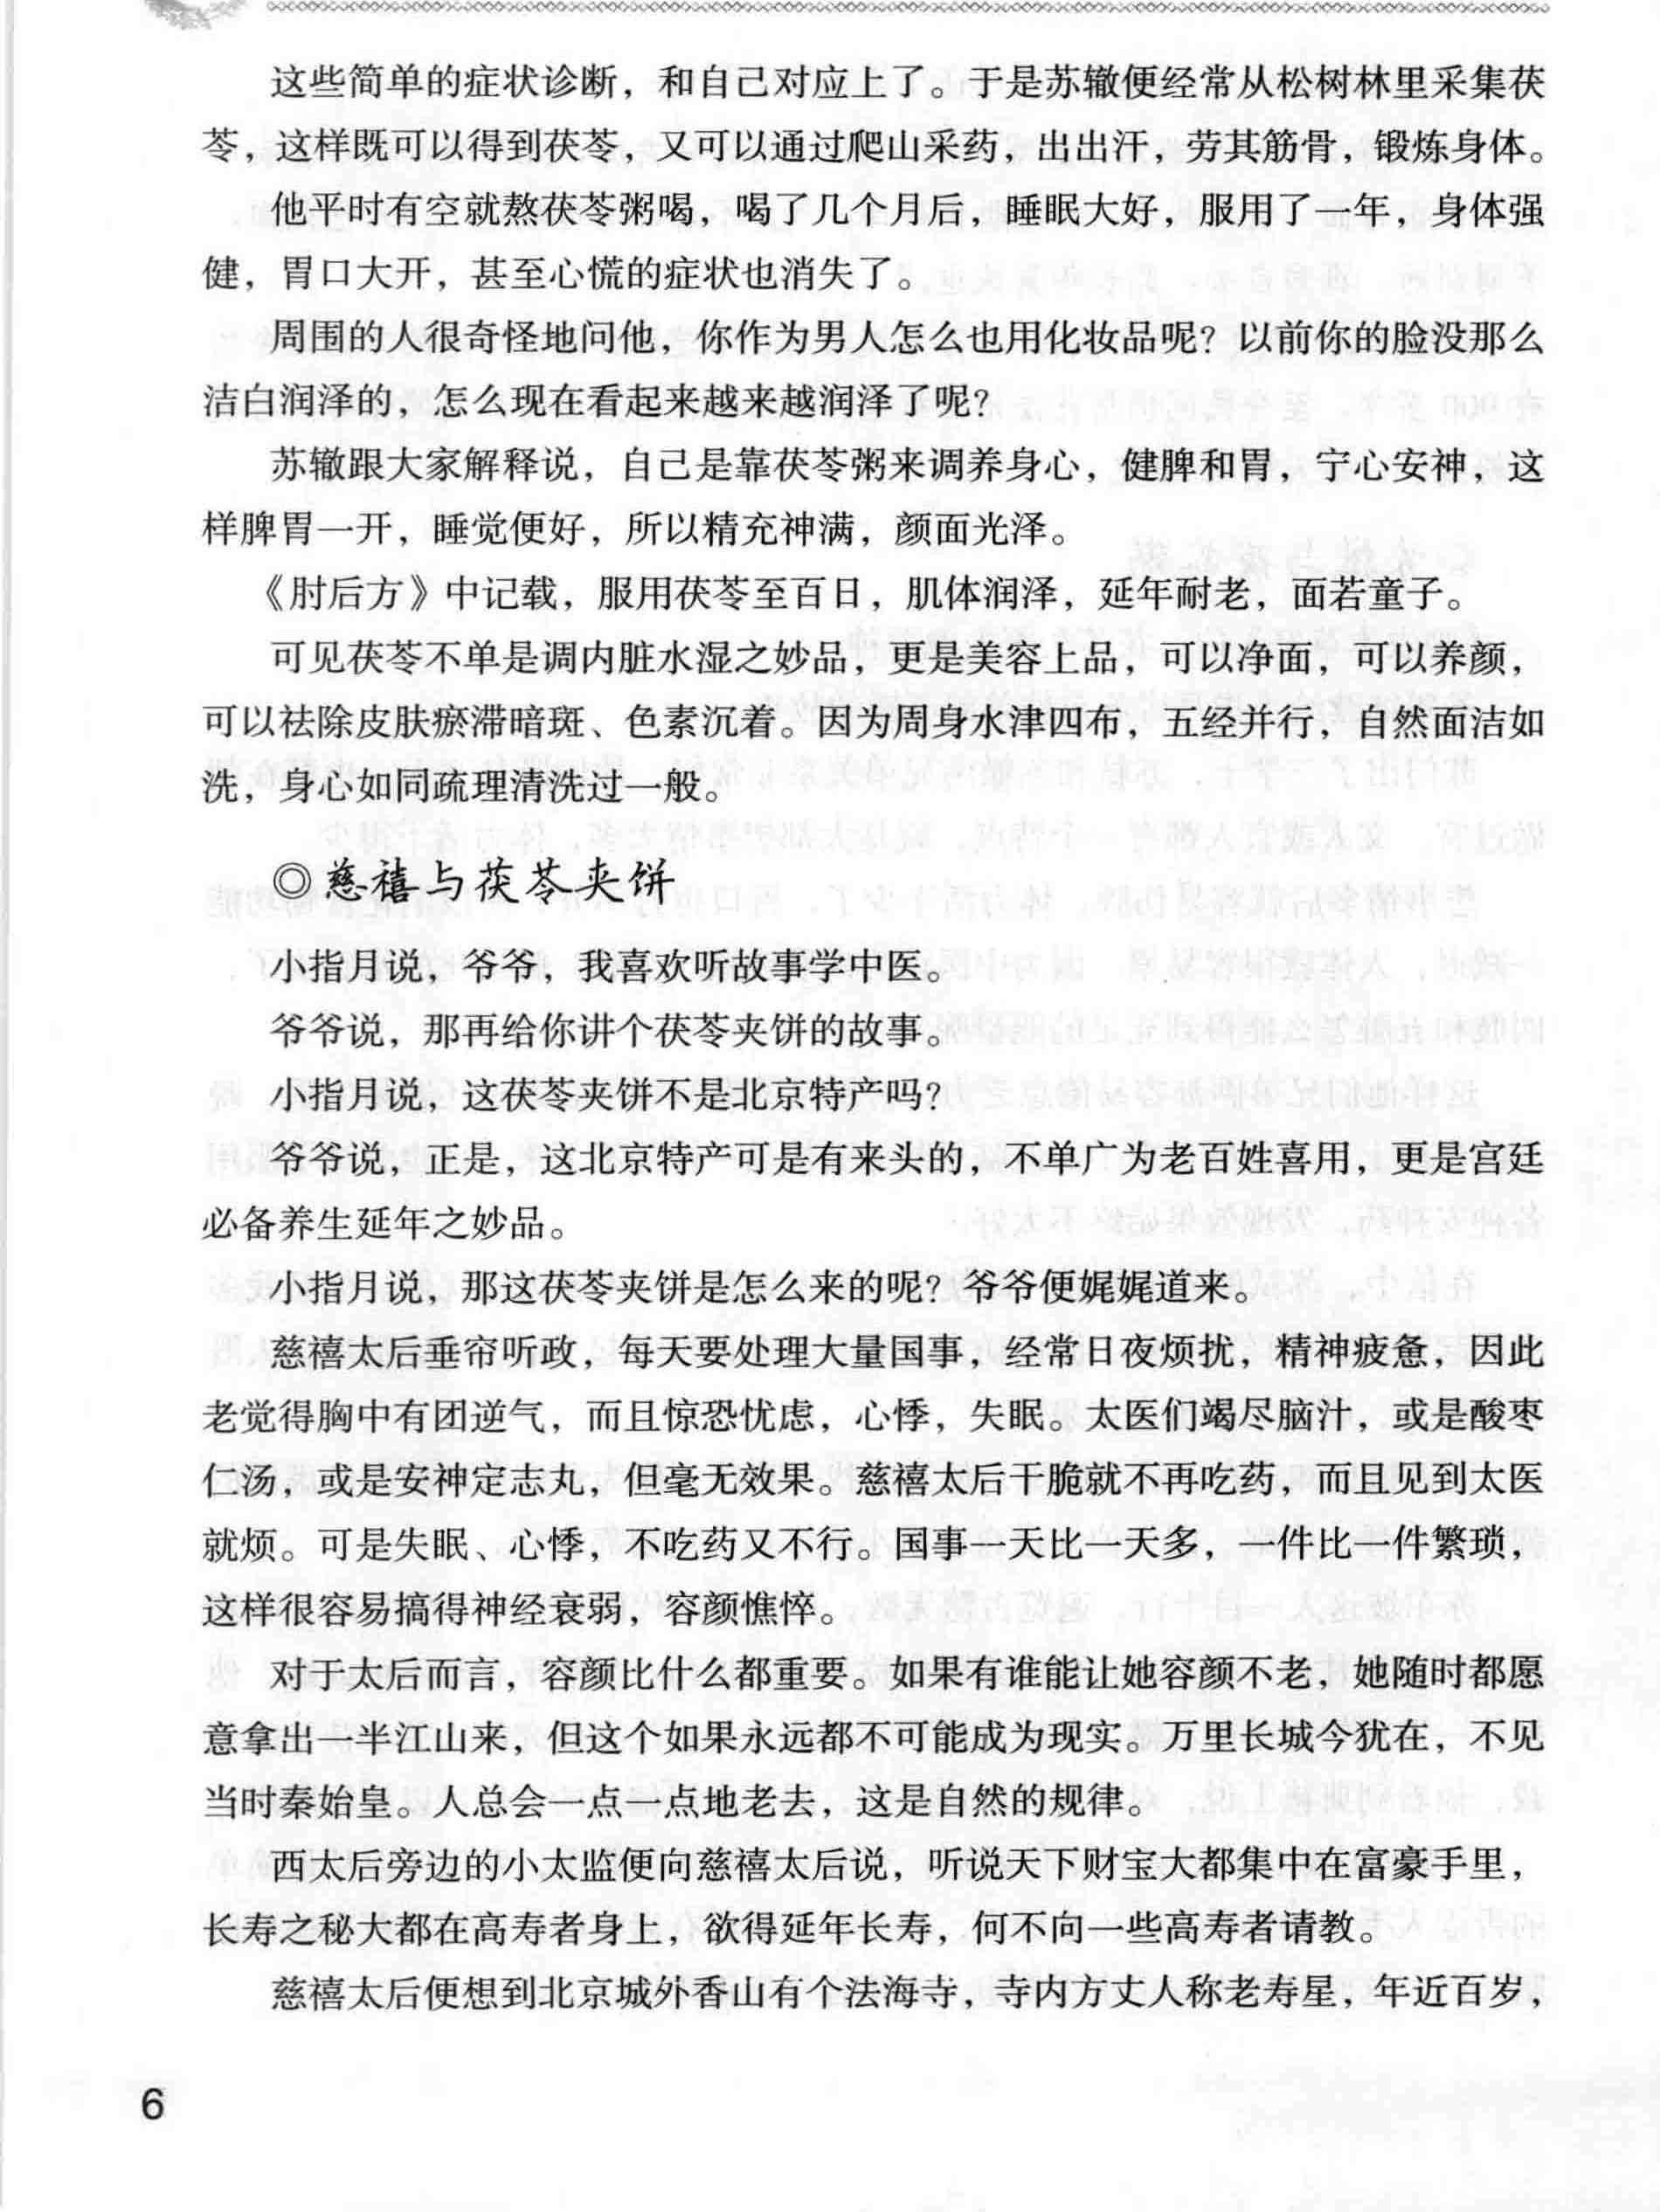 这些简单的症状诊断，和自己对应上了。于是苏辙便经常从松树林里采集茯
苓，这样既可以得到茯苓，又可以通过爬山采药，出出汗，劳其筋骨，锻炼身体。
他平时有空就熬茯苓粥喝，喝了几个月后，睡眠大好，服用了一年，身体强
健，胃口大开，甚至心慌的症状也消失了。
周围的人很奇怪地问他，你作为男人怎么也用化妆品呢？以前你的脸没那么
洁白润泽的，怎么现在看起来越来越润泽了呢？
苏辙跟大家解释说，自己是靠茯苓粥来调养身心，健脾和胃，宁心安神，这
样脾胃一开，睡觉便好，所以精充神满，颜面光泽。
《肘后方》中记载，服用茯苓至百日，肌体润泽，延年耐老，面若童子。
可见茯苓不单是调内脏水湿之妙品，更是美容上品，可以净面，可以养颜，
可以祛除皮肤瘀滞暗斑、色素沉着。因为周身水津四布，五经并行，自然面洁如
洗，身心如同疏理清洗过一般。
◎慈禧与茯苓夹饼
小指月说，爷爷，我喜欢听故事学中医。
爷爷说，那再给你讲个茯苓夹饼的故事。
小指月说，这茯苓夹饼不是北京特产吗？
爷爷说，正是，这北京特产可是有来头的，不单广为老百姓喜用，更是宫廷
必备养生延年之妙品。
小指月说，那这茯苓夹饼是怎么来的呢？爷爷便娓娓道来。
慈禧太后垂帘听政，每天要处理大量国事，经常日夜烦扰，精神疲惫，因此
老觉得胸中有团逆气，而且惊恐忧虑，心悸，失眠。太医们竭尽脑汁，或是酸枣
仁汤，或是安神定志丸，但毫无效果。慈禧太后干脆就不再吃药，而且见到太医
就烦。可是失眠、心悸，不吃药又不行。国事一天比一天多，一件比一件繁琐，
这样很容易搞得神经衰弱，容颜憔悴。
对于太后而言，容颜比什么都重要。如果有谁能让她容颜不老，她随时都愿
意拿出一半江山来，但这个如果永远都不可能成为现实。万里长城今犹在，不见
当时秦始皇。人总会一点一点地老去，这是自然的规律。
西太后旁边的小太监便向慈禧太后说，听说天下财宝大都集中在富豪手里，
长寿之秘大都在高寿者身上，欲得延年长寿，何不向一些高寿者请教。
慈禧太后便想到北京城外香山有个法海寺，寺内方丈人称老寿星，年近百岁，
6